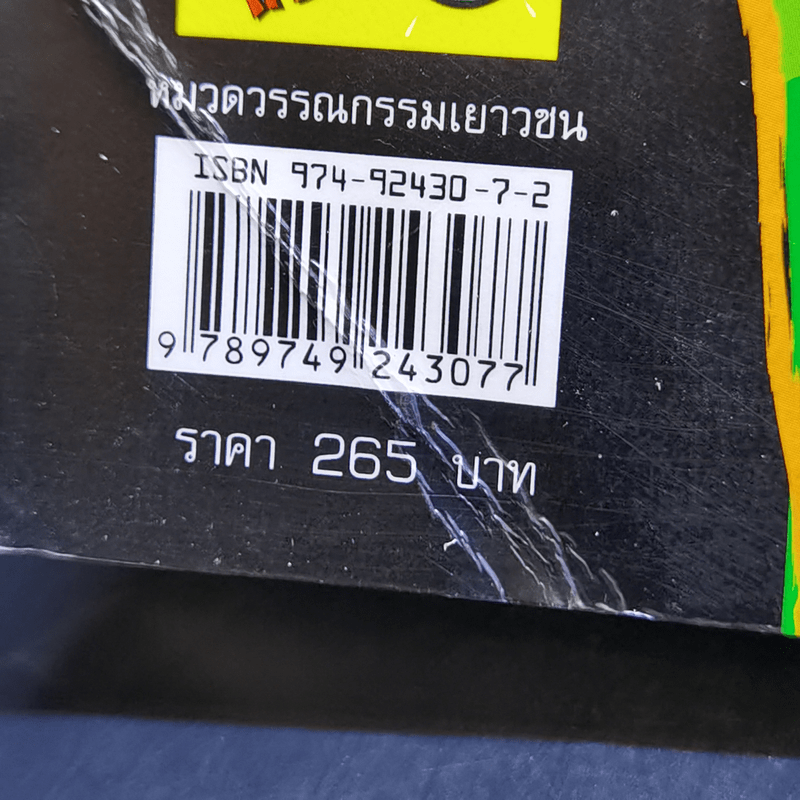 หมวดวรรณกรรมเยาวชน
ISBN 974-92430-7-2
9 789749 243077
ราคา 265 บาท